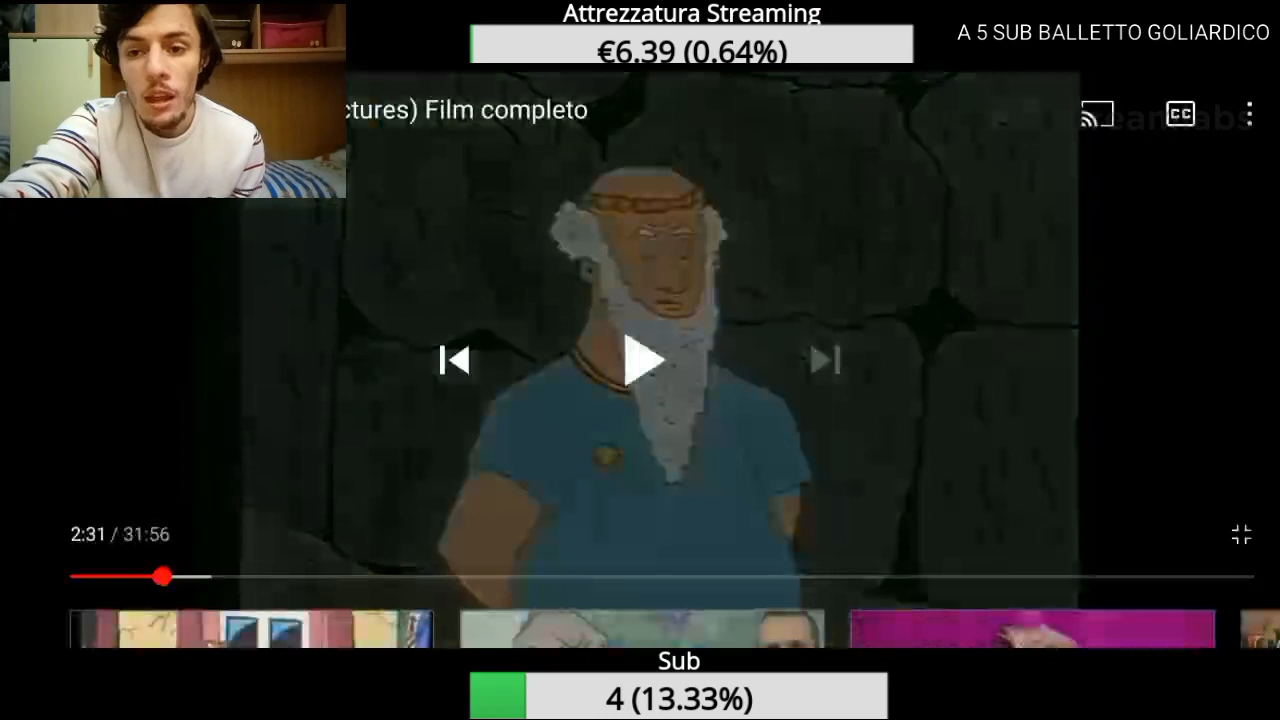 Attrezzatura Streaming
€6.39 (0.64%)
A 5 SUB BALLETTO GOLIARDICO
ctures) Film completo
CC
2:31 / 31:56
Sub
4 (13.33%)